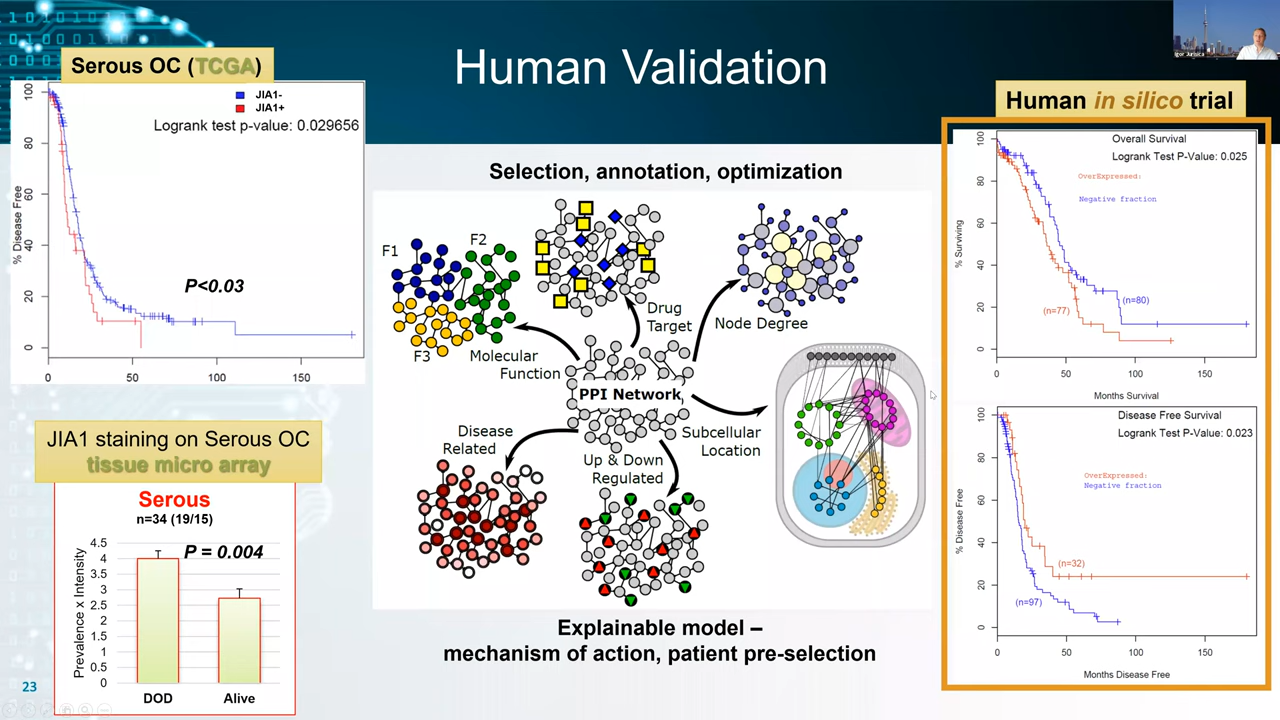 Human Validation
Igor Jurisica
Serous OC (TCGA)
JIA1-
JIA1+
Logrank test p-value: 0.029656
P<0.03
% Disease Free
100
80
60
40
20
0
0 50 100 150
JIA1 staining on Serous OC
tissue micro array
Serous
n=34 (19/15)
P = 0.004
Prevalence x Intensity
4.5
4
3.5
3
2.5
2
1.5
1
0.5
0
DOD Alive
23
Selection, annotation, optimization
F1
F2
F3
Drug
Target
Node Degree
Molecular
Function
PPI Network
Disease
Related
Up & Down
Regulated
Subcellular
Location
Explainable model –
mechanism of action, patient pre-selection
Human in silico trial
Overall Survival
Logrank Test P-Value: 0.025
OverExpressed:
Negative fraction
(n=80)
(n=77)
% Surviving
100
80
60
40
20
0
0 50 100 150
Months Survival
Disease Free Survival
Logrank Test P-Value: 0.023
OverExpressed:
Negative fraction
(n=32)
(n=97)
% Disease Free
100
80
60
40
20
0
0 50 100 150
Months Disease Free